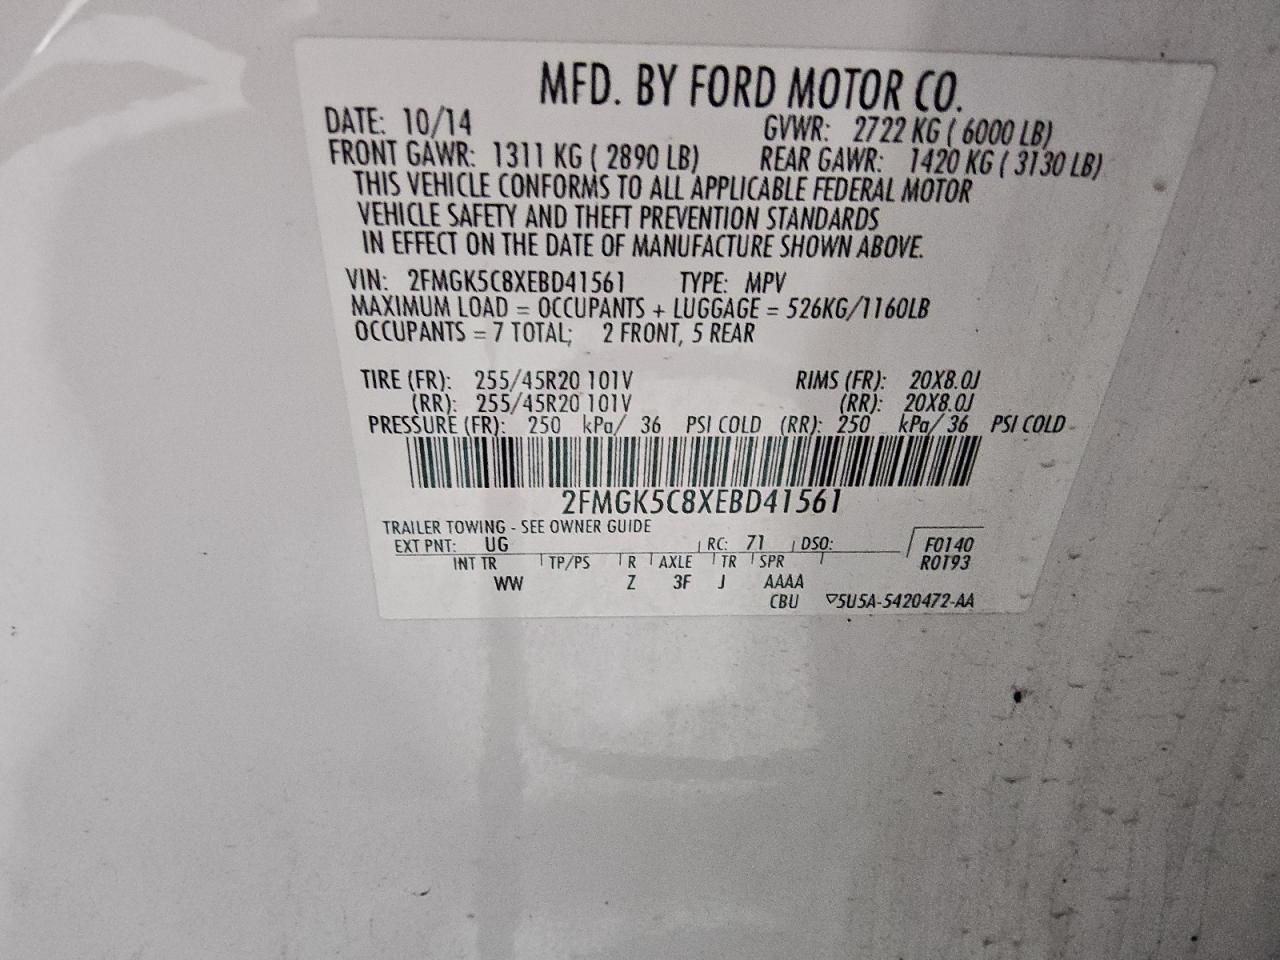 MFD. BY FORD MOTOR CO.
DATE: 10/14 GVWR: 2722 KG ( 6000 LB)
FRONT GAWR: 1311 KG ( 2890 LB) REAR GAWR: 1420 KG ( 3130 LB)
THIS VEHICLE CONFORMS TO ALL APPLICABLE FEDERAL MOTOR
VEHICLE SAFETY AND THEFT PREVENTION STANDARDS
IN EFFECT ON THE DATE OF MANUFACTURE SHOWN ABOVE.
VIN: 2FMGK5C8XEBD41561 TYPE: MPV
MAXIMUM LOAD = OCCUPANTS + LUGGAGE = 526KG/1160LB
OCCUPANTS = 7 TOTAL; 2 FRONT, 5 REAR
TIRE (FR): 255/45R20 101V RIMS (FR): 20X8.0J
(RR): 255/45R20 101V (RR): 20X8.0J
PRESSURE (FR): 250 kPa/ 36 PSI COLD (RR): 250 kPa/ 36 PSI COLD
2FMGK5C8XEBD41561
TRAILER TOWING - SEE OWNER GUIDE
EXT PNT: UG RC: 71 DSO: F0140
INT TR TP/PS R AXLE TR SPR R0193
WW Z 3F J AAAA
CBU ▽5U5A-5420472-AA